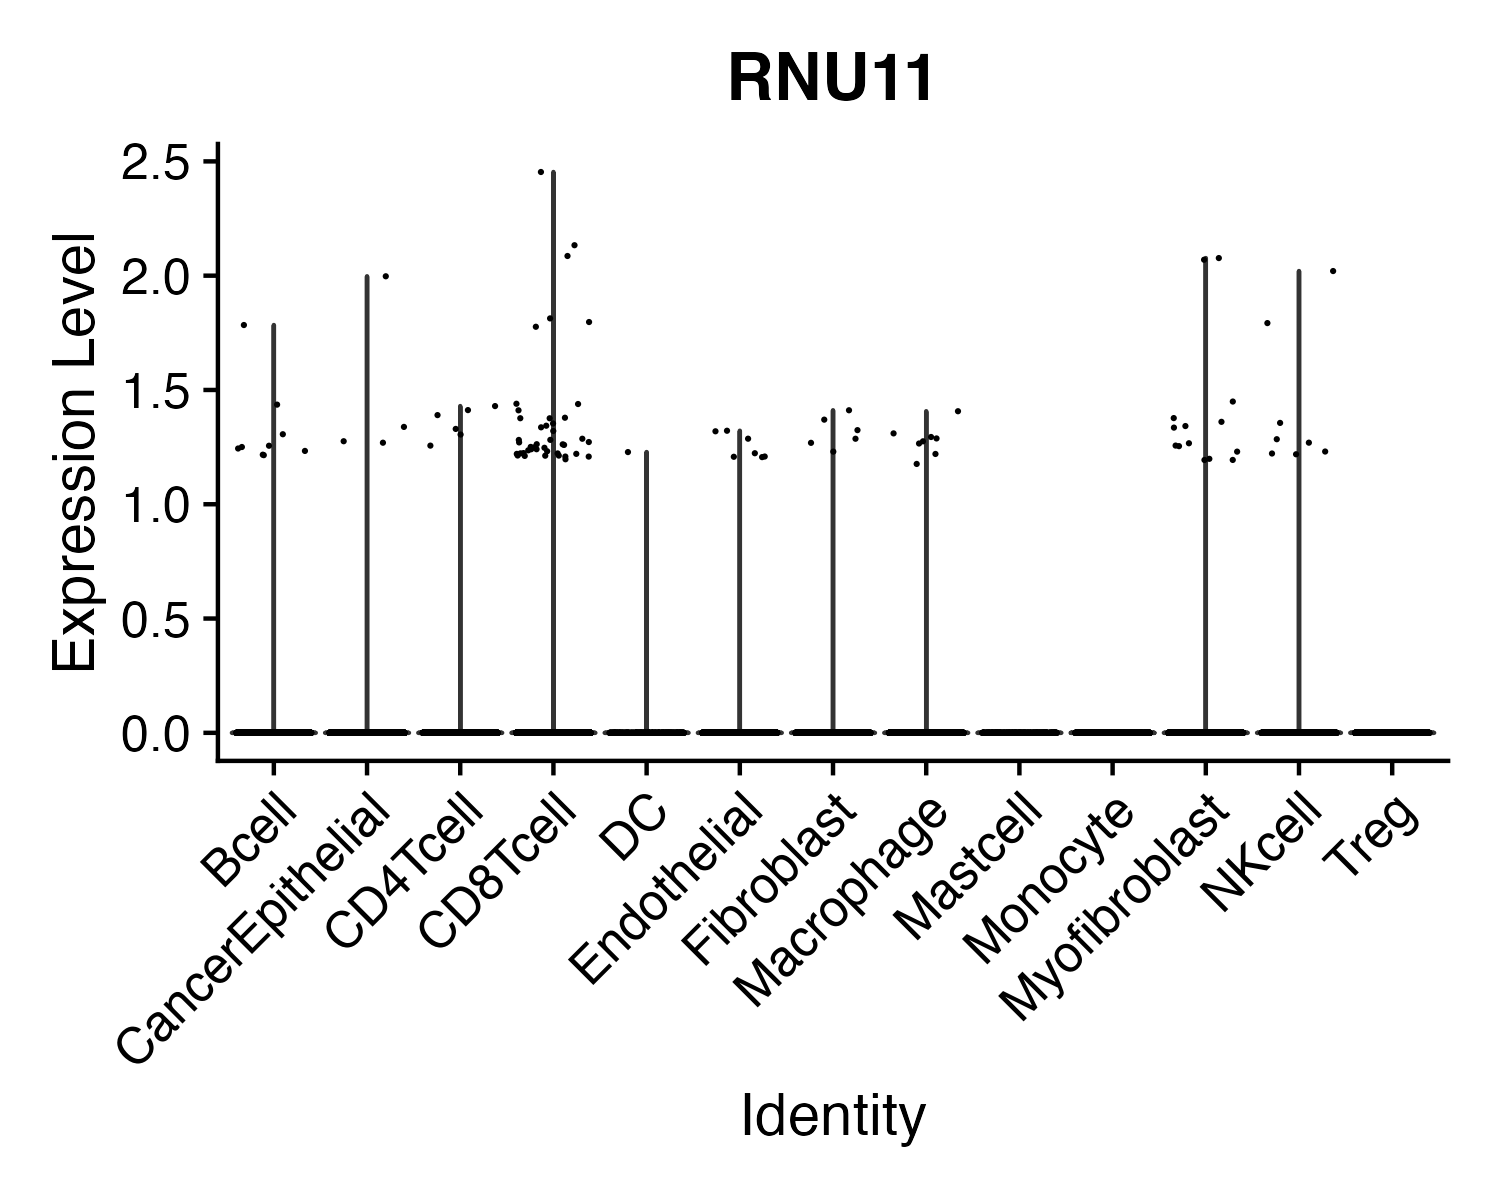 RNU11
Expression Level
2.5
2.0
1.5
1.0
0.5
0.0
Bcell
CancerEpithelial
CD4Tcell
CD8Tcell
DC
Endothelial
Fibroblast
Macrophage
Mastcell
Monocyte
Myofibroblast
NKcell
Treg
Identity